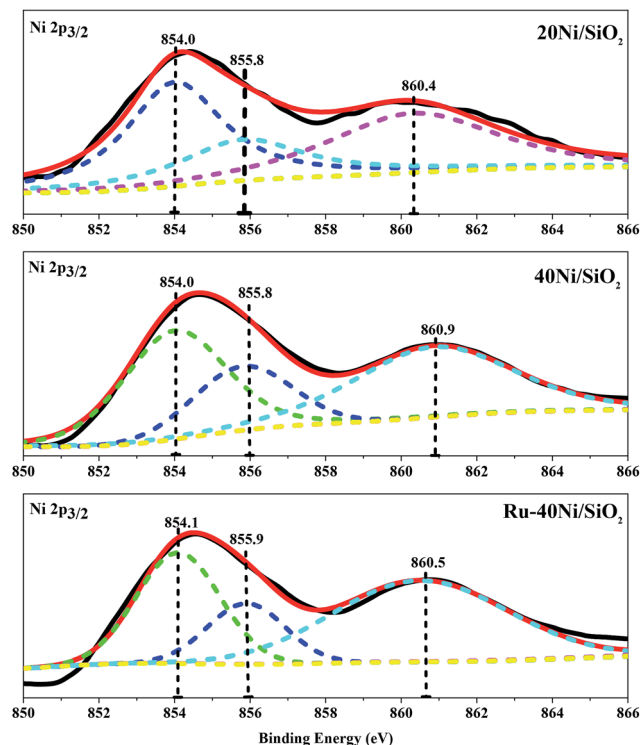 Ni 2p3/2
854.0
855.8
860.4
20Ni/SiO2
850 852 854 856 858 860 862 864 866
Ni 2p3/2
854.0
855.8
860.9
40Ni/SiO2
850 852 854 856 858 860 862 864 866
Ni 2p3/2
854.1
855.9
860.5
Ru-40Ni/SiO2
850 852 854 856 858 860 862 864 866
Binding Energy (eV)